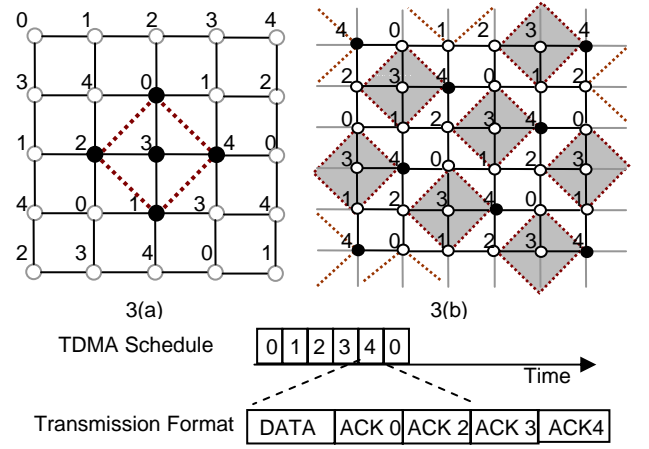 0 1 2 3 4
3 4 0 1 2
1 2 3 4 0
4 0 1 3 4
2 3 4 0 1
3(a)
4 0 1 2 3 4
2 3 4 0 1 2
0 1 2 3 4 0
3 4 0 1 2 3
1 2 3 4 0 1
4 0 1 2 3 4
3(b)
TDMA Schedule 0 1 2 3 4 0
Time
Transmission Format DATA ACK 0 ACK 2 ACK 3 ACK4